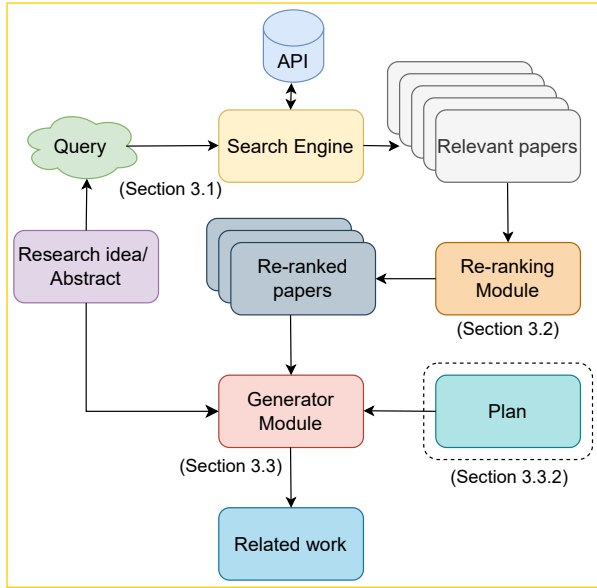 API
Query
Search Engine
Relevant papers
(Section 3.1)
Research idea/
Abstract
Re-ranked
papers
Re-ranking
Module
(Section 3.2)
Generator
Module
Plan
(Section 3.3)
(Section 3.3.2)
Related work